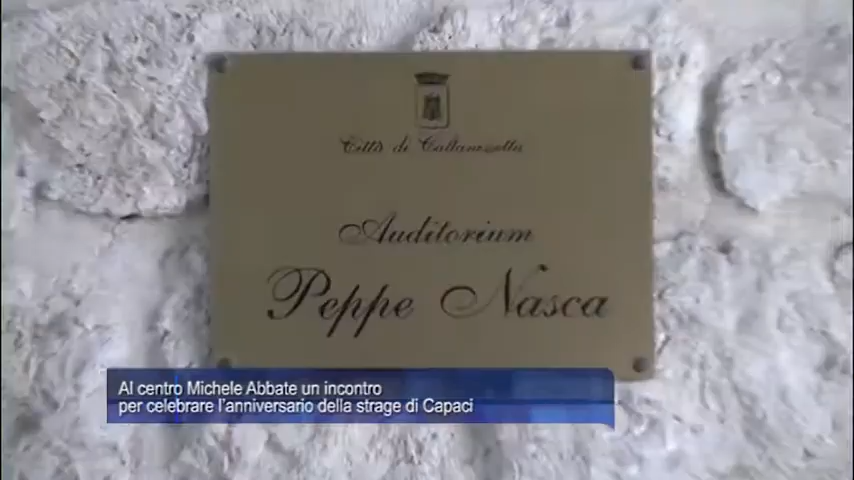 Città di Caltanissetta
Auditorium
Peppe Nasca
Al centro Michele Abbate un incontro
per celebrare l'anniversario della strage di Capaci